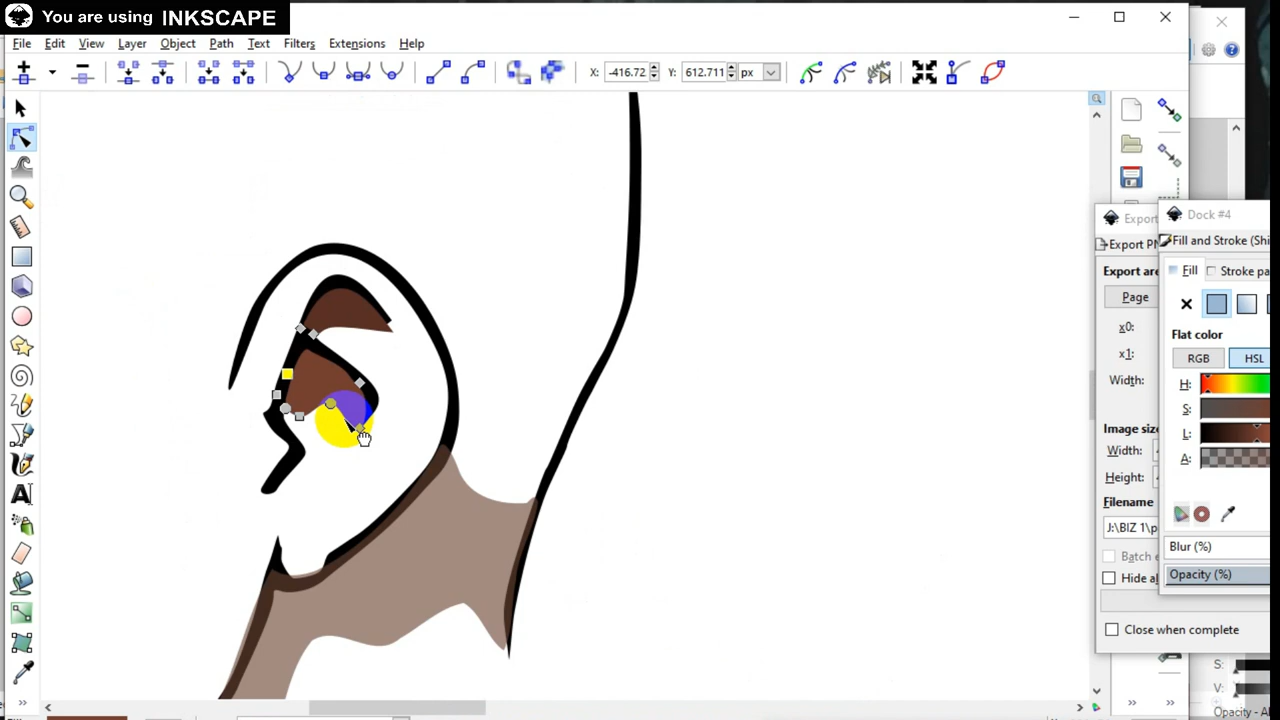 You are using INKSCAPE
File Edit View Layer Object Path Text Filters Extensions Help
X: -416.72 Y: 612.711 px
Dock #4
Export PN
Fill and Stroke (Shi
Export are
Fill Stroke pa
Page
x0:
Flat color
x1:
RGB HSL
Width:
H:
S:
Image size
L:
Width:
A:
Height:
Filename
J:\BIZ 1\p
Blur (%)
Batch e
Opacity (%)
Hide al
Close when complete
S:
V:
Opacity - A